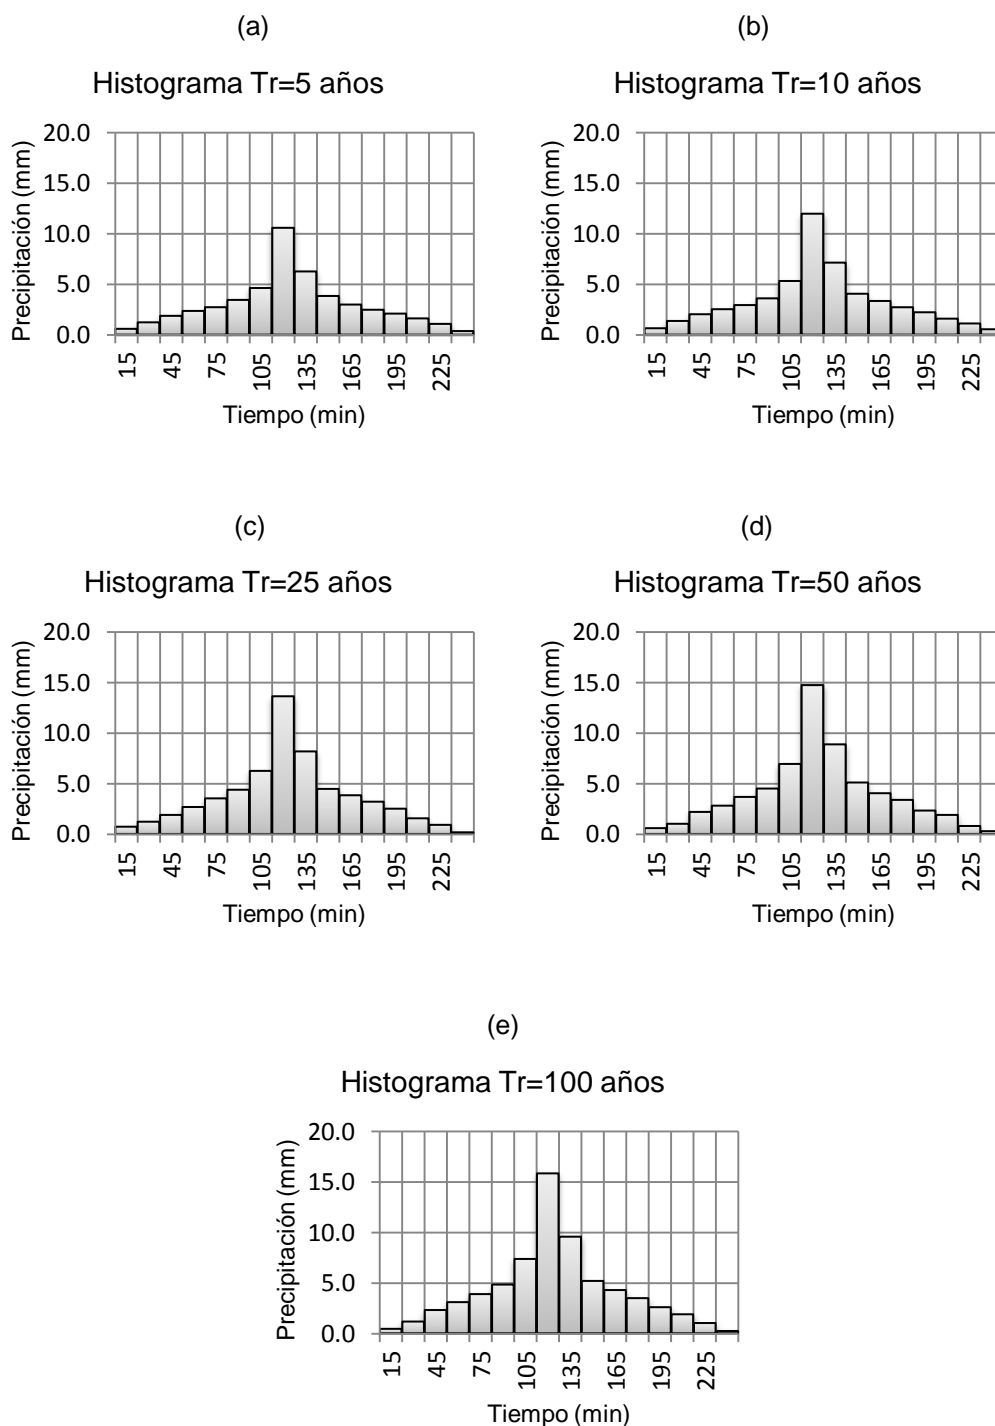 (a)
Histograma Tr=5 años
Precipitación (mm)
20.0
15.0
10.0
5.0
0.0
15 45 75 105 135 165 195 225
Tiempo (min)
(b)
Histograma Tr=10 años
Precipitación (mm)
20.0
15.0
10.0
5.0
0.0
15 45 75 105 135 165 195 225
Tiempo (min)
(c)
Histograma Tr=25 años
Precipitación (mm)
20.0
15.0
10.0
5.0
0.0
15 45 75 105 135 165 195 225
Tiempo (min)
(d)
Histograma Tr=50 años
Precipitación (mm)
20.0
15.0
10.0
5.0
0.0
15 45 75 105 135 165 195 225
Tiempo (min)
(e)
Histograma Tr=100 años
Precipitación (mm)
20.0
15.0
10.0
5.0
0.0
15 45 75 105 135 165 195 225
Tiempo (min)